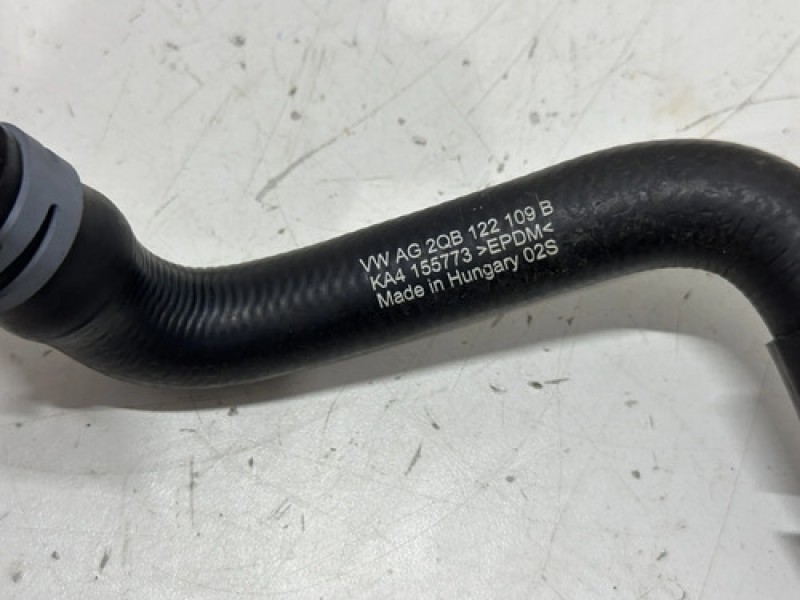 VW AG 2QB 122 109 B
KA4 155773 >EPDM<
Made in Hungary 02S